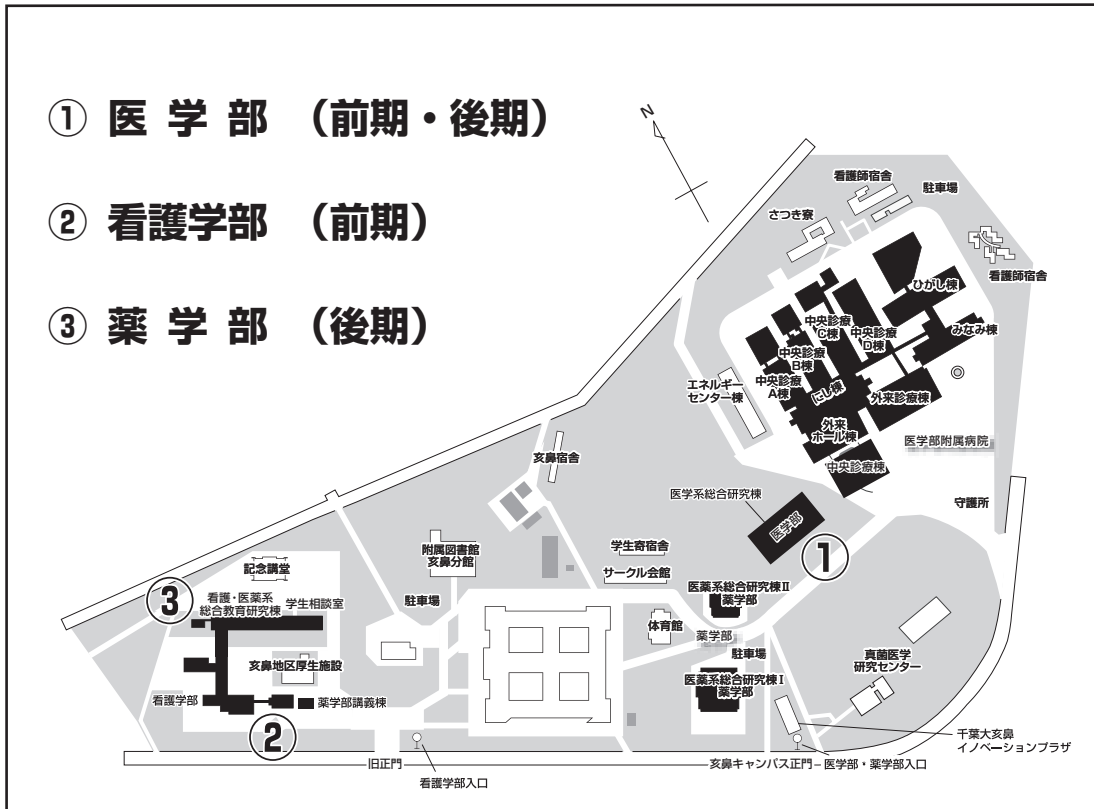 ① 医学部 （前期・後期）
② 看護学部 （前期）
③ 薬学部 （後期）
N
看護師宿舎
駐車場
さつき寮
看護師宿舎
ひがし棟
みなみ棟
中央診療
C棟
中央診療
D棟
中央診療
B棟
中央診療
A棟
にし棟
エネルギー
センター棟
外来診療棟
外来
ホール棟
医学部附属病院
中央診療棟
守護所
亥鼻宿舎
医学系総合研究棟
医学部
①
附属図書館
亥鼻分館
学生寄宿舎
サークル会館
記念講堂
③
看護・医薬系
総合教育研究棟
学生相談室
駐車場
医薬系総合研究棟Ⅱ
薬学部
体育館
薬学部
駐車場
真菌医学
研究センター
亥鼻地区厚生施設
医薬系総合研究棟Ⅰ
薬学部
看護学部
薬学部講義棟
②
千葉大亥鼻
イノベーションプラザ
旧正門
看護学部入口
亥鼻キャンパス正門
医学部・薬学部入口